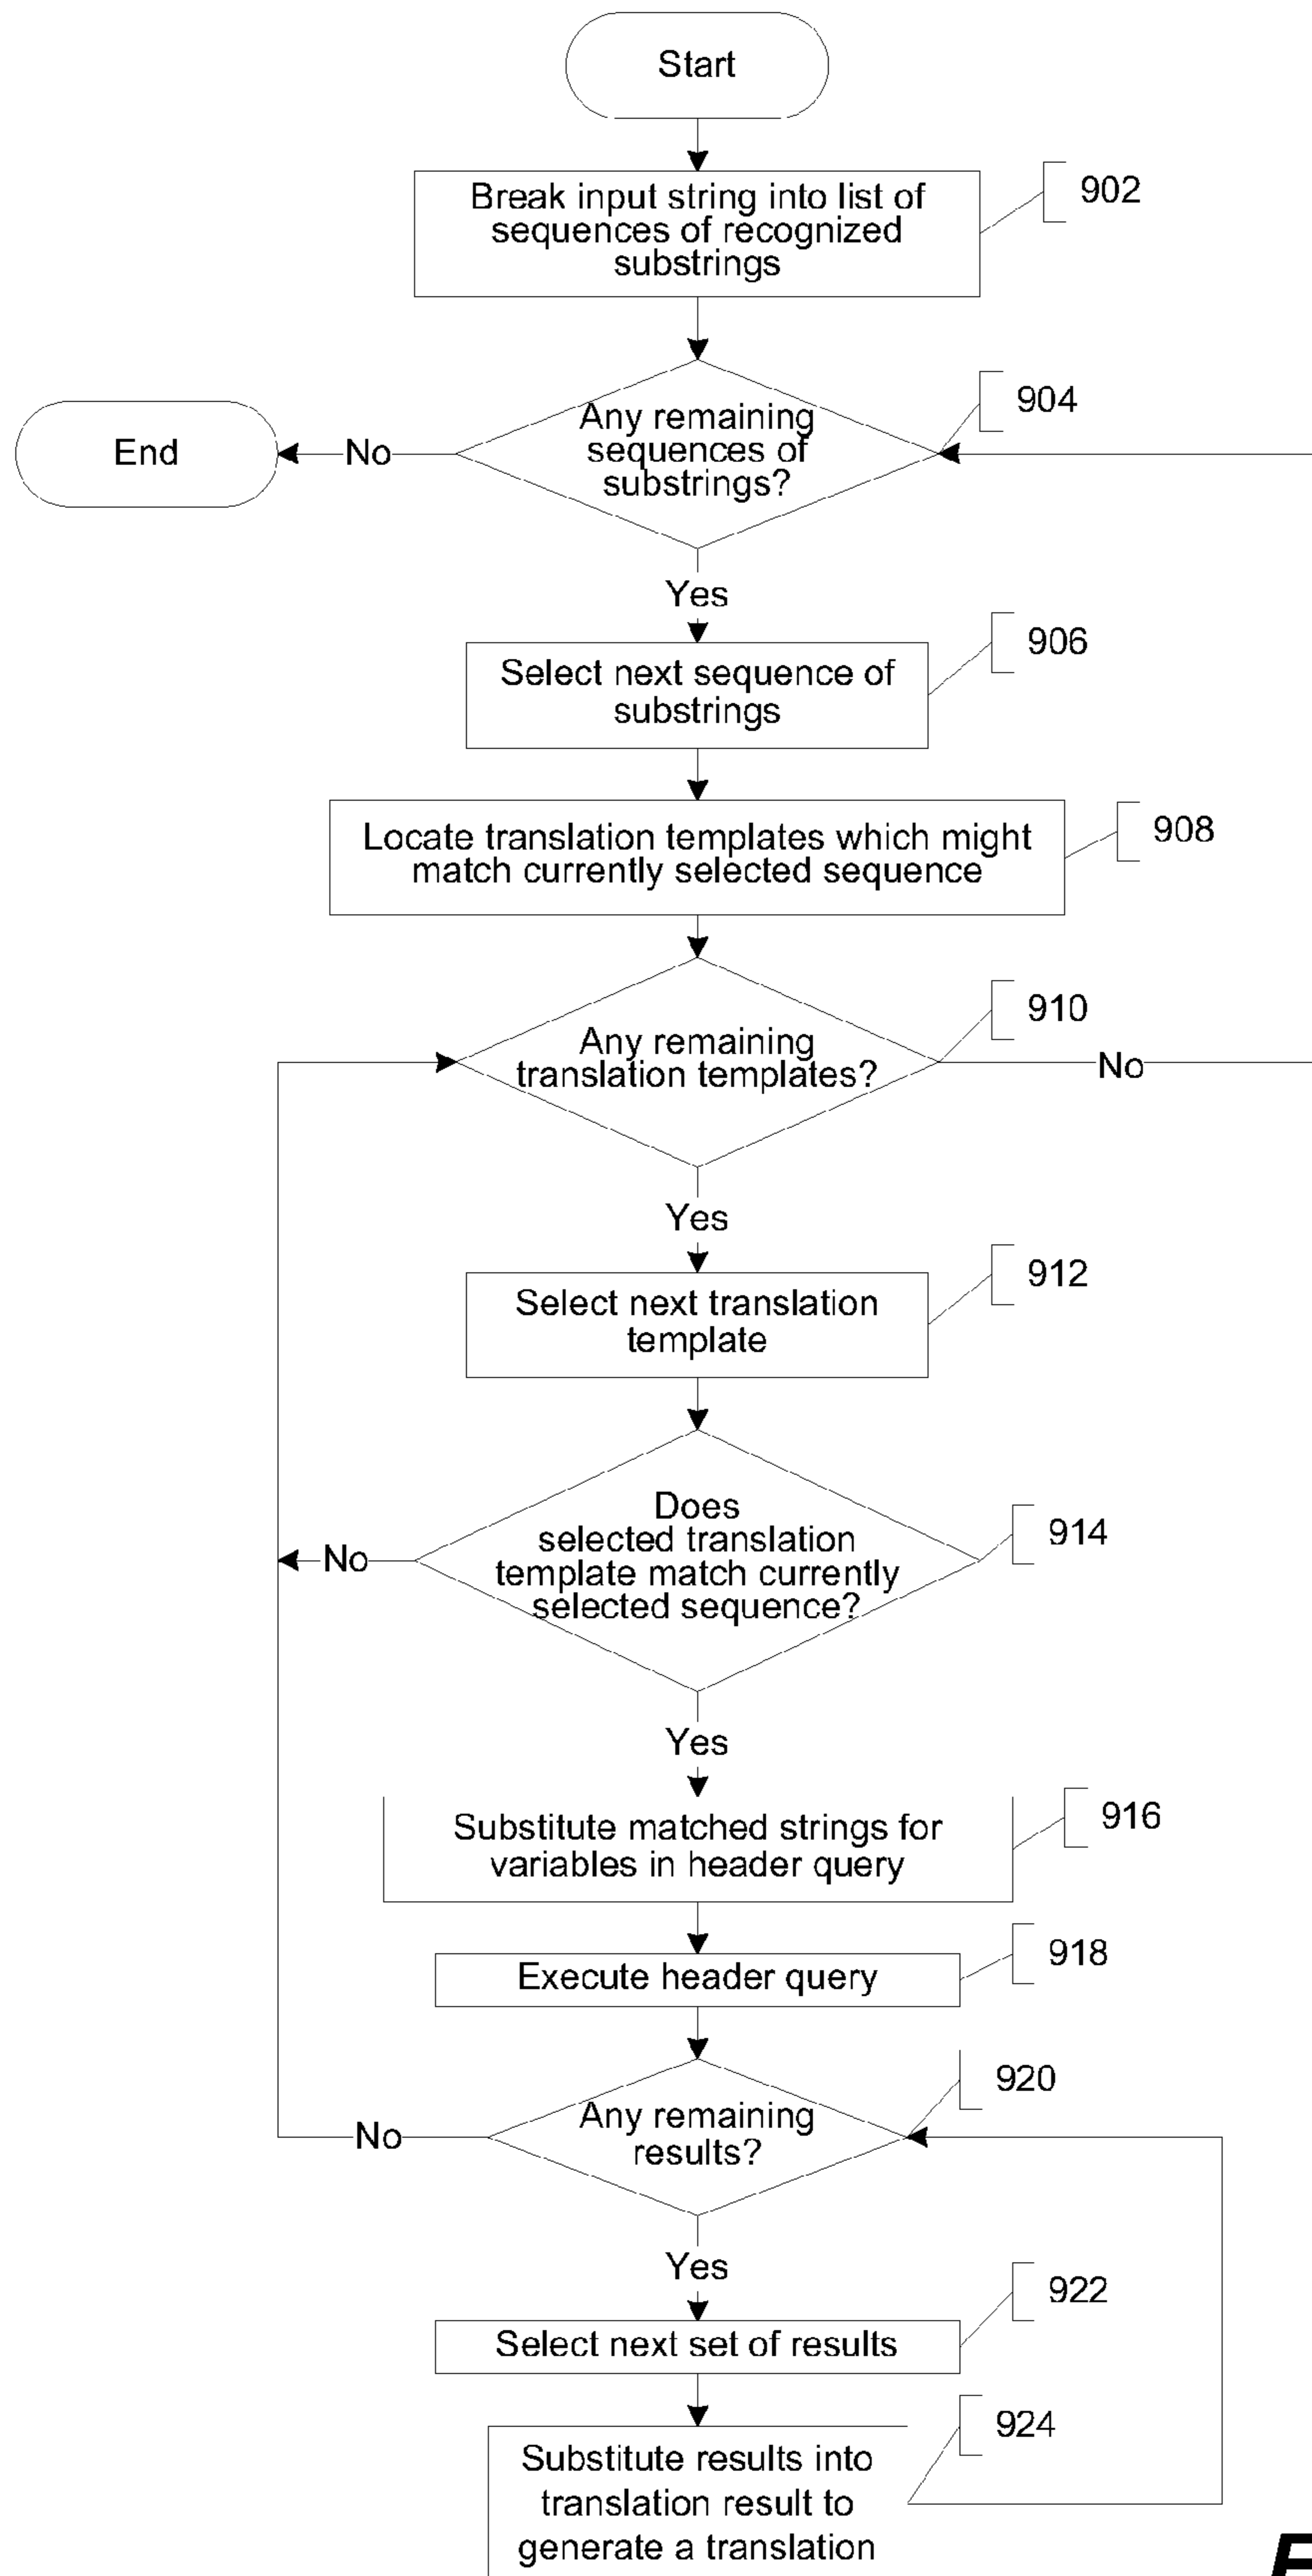 Start
Break input string into list of
sequences of recognized
substrings
902
Any remaining
sequences of
substrings?
904
No
End
Yes
Select next sequence of
substrings
906
Locate translation templates which might
match currently selected sequence
908
Any remaining
translation templates?
910
No
Yes
Select next translation
template
912
Does
selected translation
template match currently
selected sequence?
914
No
Yes
Substitute matched strings for
variables in header query
916
Execute header query
918
Any remaining
results?
920
No
Yes
Select next set of results
922
Substitute results into
translation result to
generate a translation
924